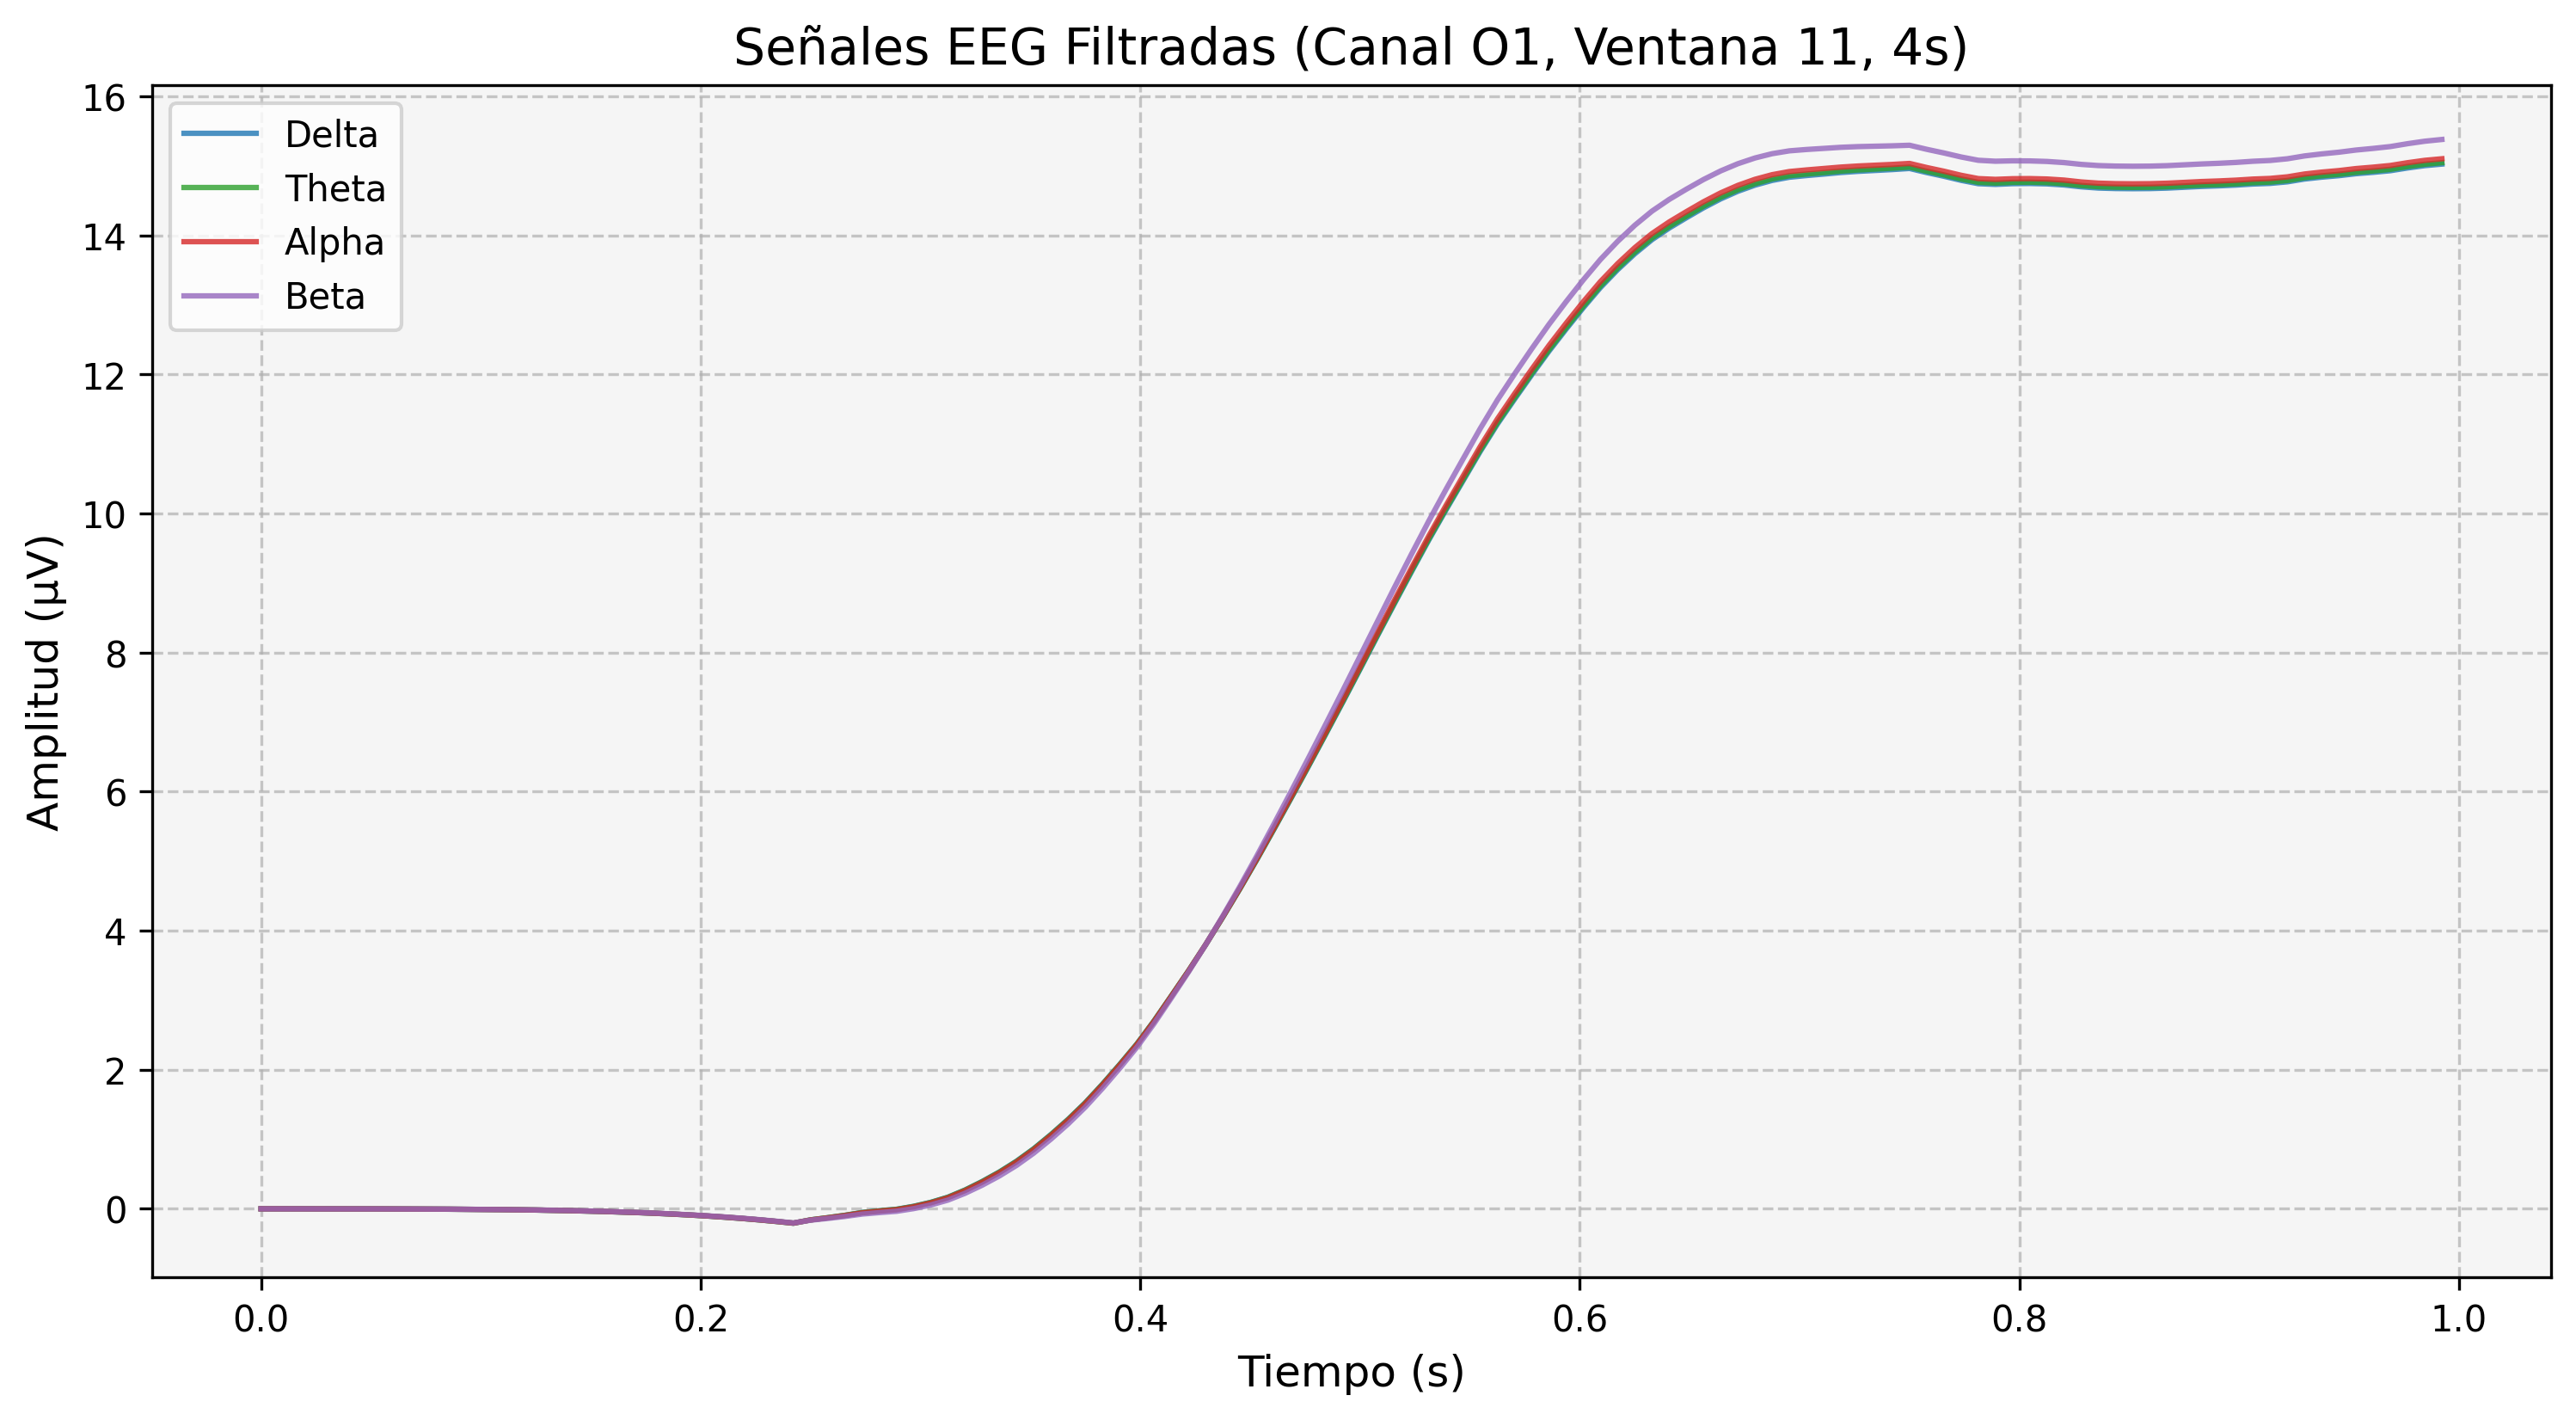 Señales EEG Filtradas (Canal O1, Ventana 11, 4s)
16
14
12
10
8
6
4
2
0
Amplitud (µV)
Delta
Theta
Alpha
Beta
0.0
0.2
0.4
0.6
0.8
1.0
Tiempo (s)